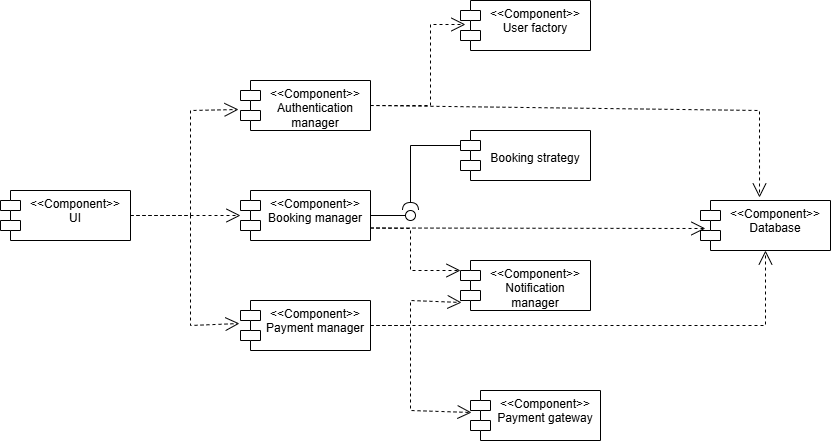 <<Component>>
User factory
<<Component>>
Authentication
manager
Booking strategy
<<Component>>
UI
<<Component>>
Booking manager
<<Component>>
Database
<<Component>>
Notification
manager
<<Component>>
Payment manager
<<Component>>
Payment gateway